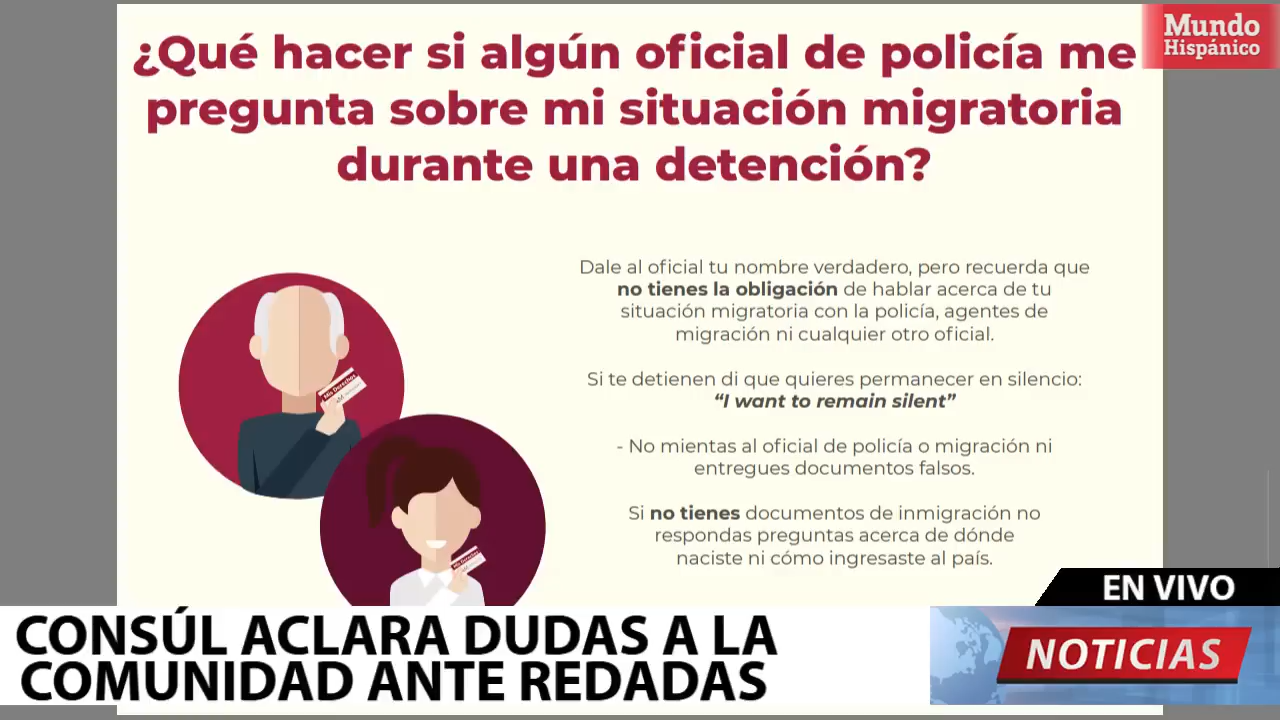 ¿Qué hacer si algún oficial de policía me
pregunta sobre mi situación migratoria
durante una detención?
Mundo
Hispánico
Dale al oficial tu nombre verdadero, pero recuerda que
no tienes la obligación de hablar acerca de tu
situación migratoria con la policía, agentes de
migración ni cualquier otro oficial.
Si te detienen di que quieres permanecer en silencio:
“I want to remain silent”
- No mientas al oficial de policía o migración ni
entregues documentos falsos.
Si no tienes documentos de inmigración no
respondas preguntas acerca de dónde
naciste ni cómo ingresaste al país.
Mis Derechos
EN VIVO
CONSÚL ACLARA DUDAS A LA
COMUNIDAD ANTE REDADAS
NOTICIAS